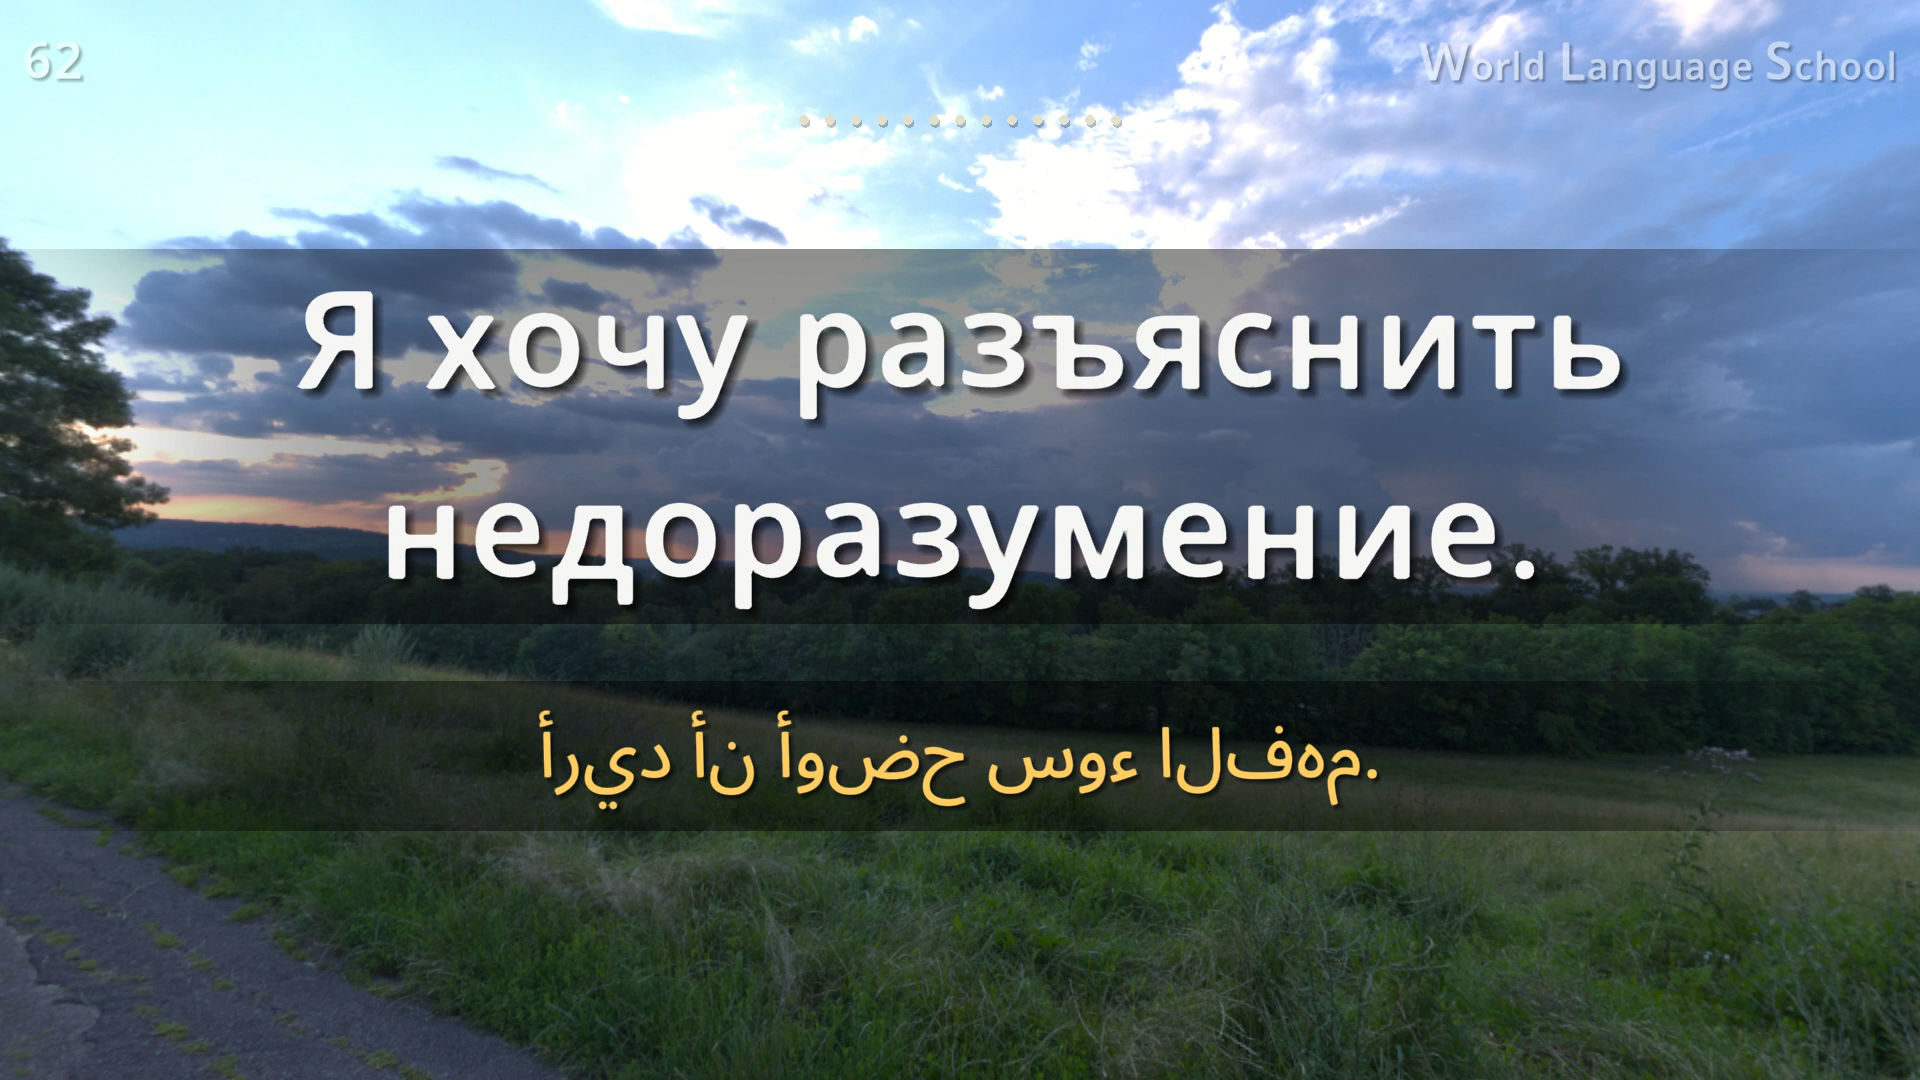 62
World Language School
Я хочу разъяснить
недоразумение.
أريد أن أوضح سوء الفهم.